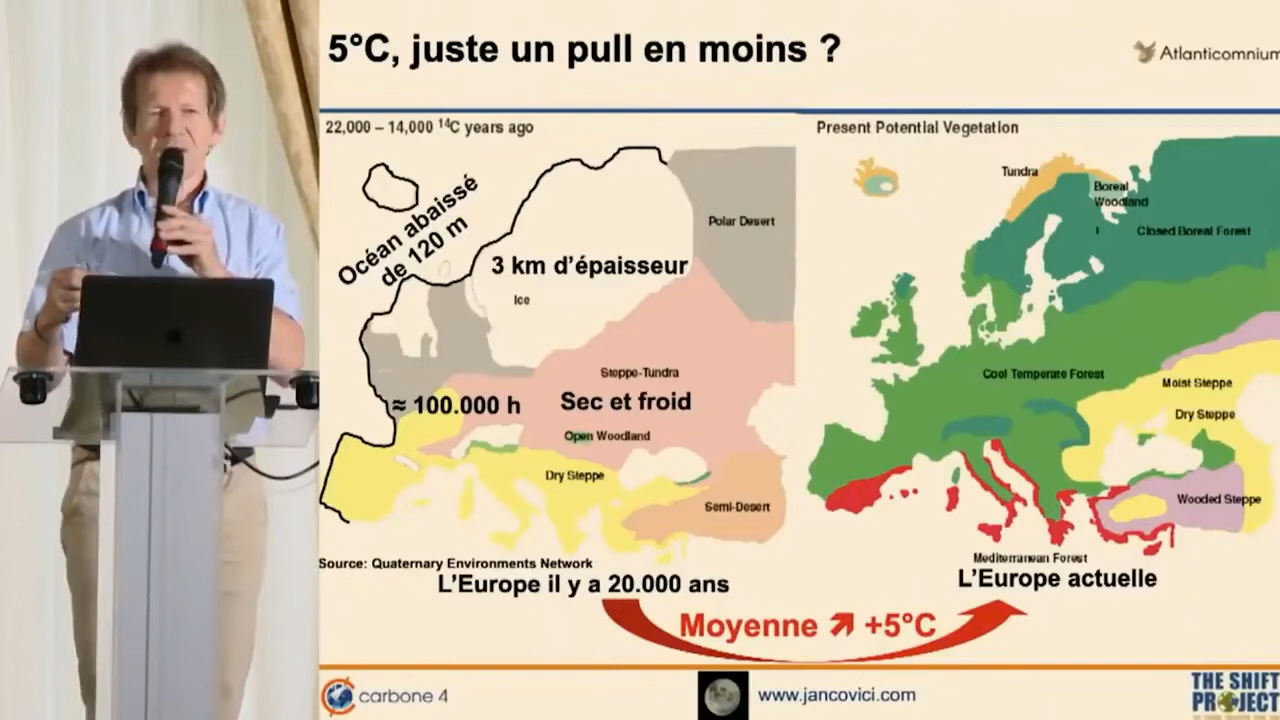 5°C, juste un pull en moins ?
Atlanticomnium
22,000 – 14,000 ¹⁴C years ago
Present Potential Vegetation
Océan abaissé
de 120 m
Polar Desert
3 km d'épaisseur
Ice
Steppe-Tundra
≈ 100.000 h
Sec et froid
Open Woodland
Dry Steppe
Semi-Desert
Tundra
Boreal
Woodland
Closed Boreal Forest
Cool Temperate Forest
Moist Steppe
Dry Steppe
Wooded Steppe
Mediterranean Forest
Source: Quaternary Environments Network
L'Europe il y a 20.000 ans
L'Europe actuelle
Moyenne ↗ +5°C
carbone 4
www.jancovici.com
THE SHIFT
PROJECT